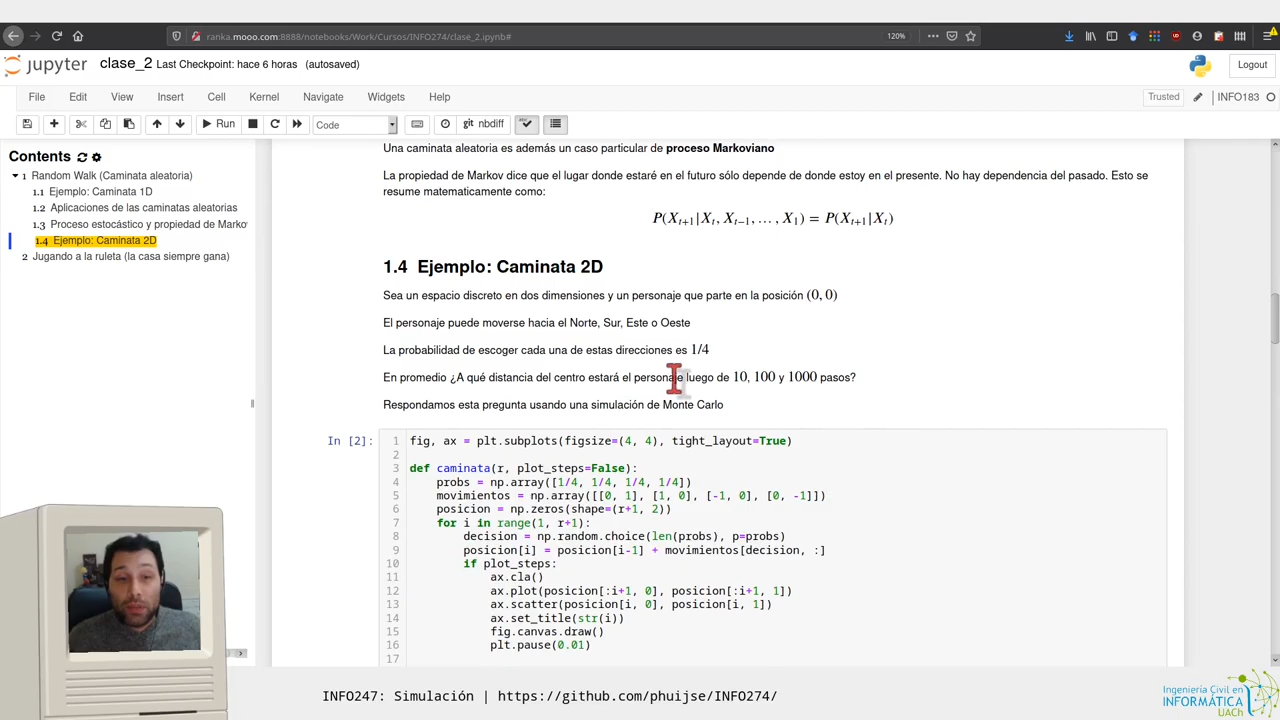 ranka.mooo.com:8888/notebooks/Work/Cursos/INFO274/clase_2.ipynb#
120%
jupyter clase_2 Last Checkpoint: hace 6 horas (autosaved)
Logout
File Edit View Insert Cell Kernel Navigate Widgets Help
Trusted
INFO183
Run
Code
git nbdiff
Contents
1 Random Walk (Caminata aleatoria)
1.1 Ejemplo: Caminata 1D
1.2 Aplicaciones de las caminatas aleatorias
1.3 Proceso estocástico y propiedad de Marko
1.4 Ejemplo: Caminata 2D
2 Jugando a la ruleta (la casa siempre gana)
Una caminata aleatoria es además un caso particular de proceso Markoviano
La propiedad de Markov dice que el lugar donde estaré en el futuro sólo depende de donde estoy en el presente. No hay dependencia del pasado. Esto se
resume matematicamente como:
P(X_{t+1}|X_t, X_{t−1}, …, X_1) = P(X_{t+1}|X_t)
1.4 Ejemplo: Caminata 2D
Sea un espacio discreto en dos dimensiones y un personaje que parte en la posición (0, 0)
El personaje puede moverse hacia el Norte, Sur, Este o Oeste
La probabilidad de escoger cada una de estas direcciones es 1/4
En promedio ¿A qué distancia del centro estará el personaje luego de 10, 100 y 1000 pasos?
Respondamos esta pregunta usando una simulación de Monte Carlo
In [2]:
1 fig, ax = plt.subplots(figsize=(4, 4), tight_layout=True)
2
3 def caminata(r, plot_steps=False):
4 probs = np.array([1/4, 1/4, 1/4, 1/4])
5 movimientos = np.array([[0, 1], [1, 0], [-1, 0], [0, -1]])
6 posicion = np.zeros(shape=(r+1, 2))
7 for i in range(1, r+1):
8 decision = np.random.choice(len(probs), p=probs)
9 posicion[i] = posicion[i-1] + movimientos[decision, :]
10 if plot_steps:
11 ax.cla()
12 ax.plot(posicion[:i+1, 0], posicion[:i+1, 1])
13 ax.scatter(posicion[i, 0], posicion[i, 1])
14 ax.set_title(str(i))
15 fig.canvas.draw()
16 plt.pause(0.01)
17
INFO247: Simulación | https://github.com/phuijse/INFO274/
Ingeniería Civil en
INFORMÁTICA
UACh